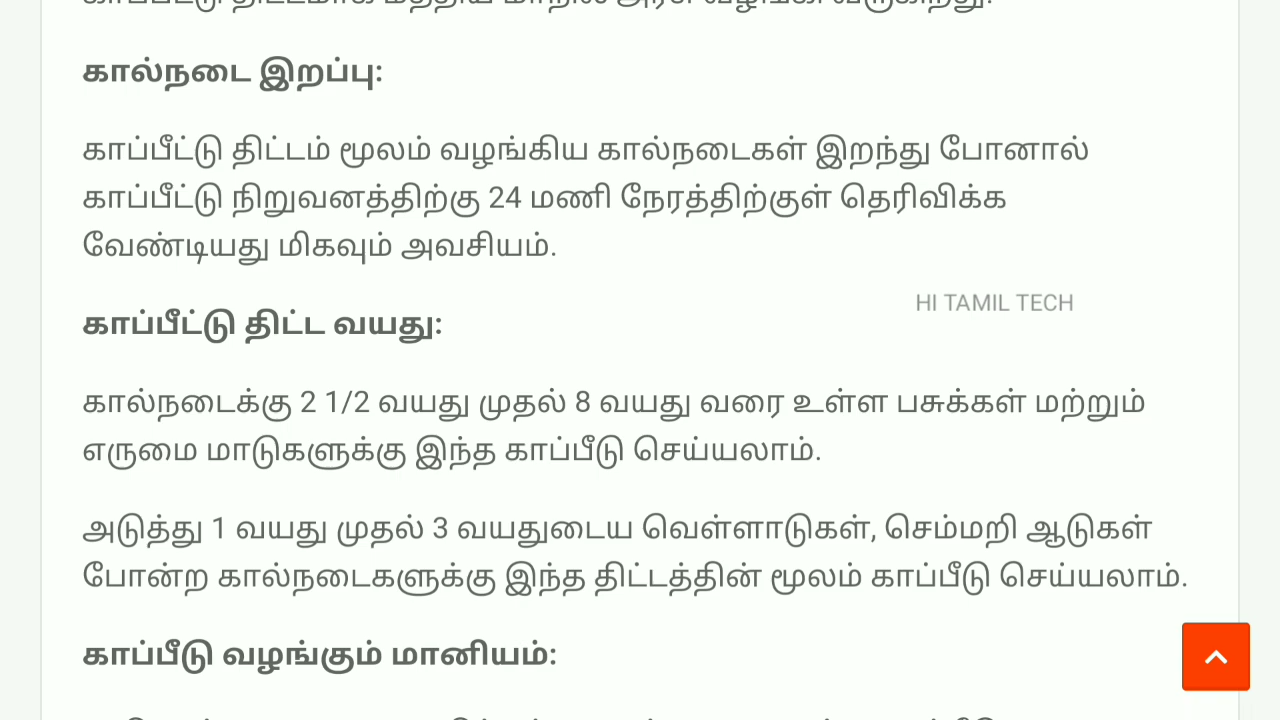 கால்நடை இறப்பு:
காப்பீட்டு திட்டம் மூலம் வழங்கிய கால்நடைகள் இறந்து போனால்
காப்பீட்டு நிறுவனத்திற்கு 24 மணி நேரத்திற்குள் தெரிவிக்க
வேண்டியது மிகவும் அவசியம்.
HI TAMIL TECH
காப்பீட்டு திட்ட வயது:
கால்நடைக்கு 2 1/2 வயது முதல் 8 வயது வரை உள்ள பசுக்கள் மற்றும்
எருமை மாடுகளுக்கு இந்த காப்பீடு செய்யலாம்.
அடுத்து 1 வயது முதல் 3 வயதுடைய வெள்ளாடுகள், செம்மறி ஆடுகள்
போன்ற கால்நடைகளுக்கு இந்த திட்டத்தின் மூலம் காப்பீடு செய்யலாம்.
காப்பீடு வழங்கும் மானியம்: